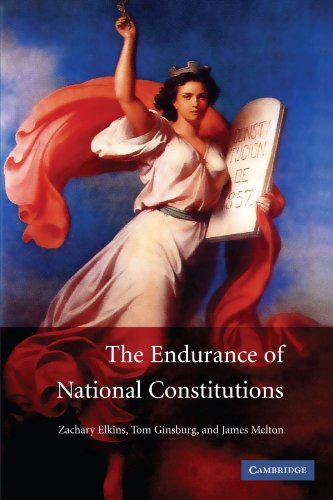 CONSTI
TUCION
DE
1857.
The Endurance of
National Constitutions
Zachary Elkins, Tom Ginsburg, and James Melton
CAMBRIDGE